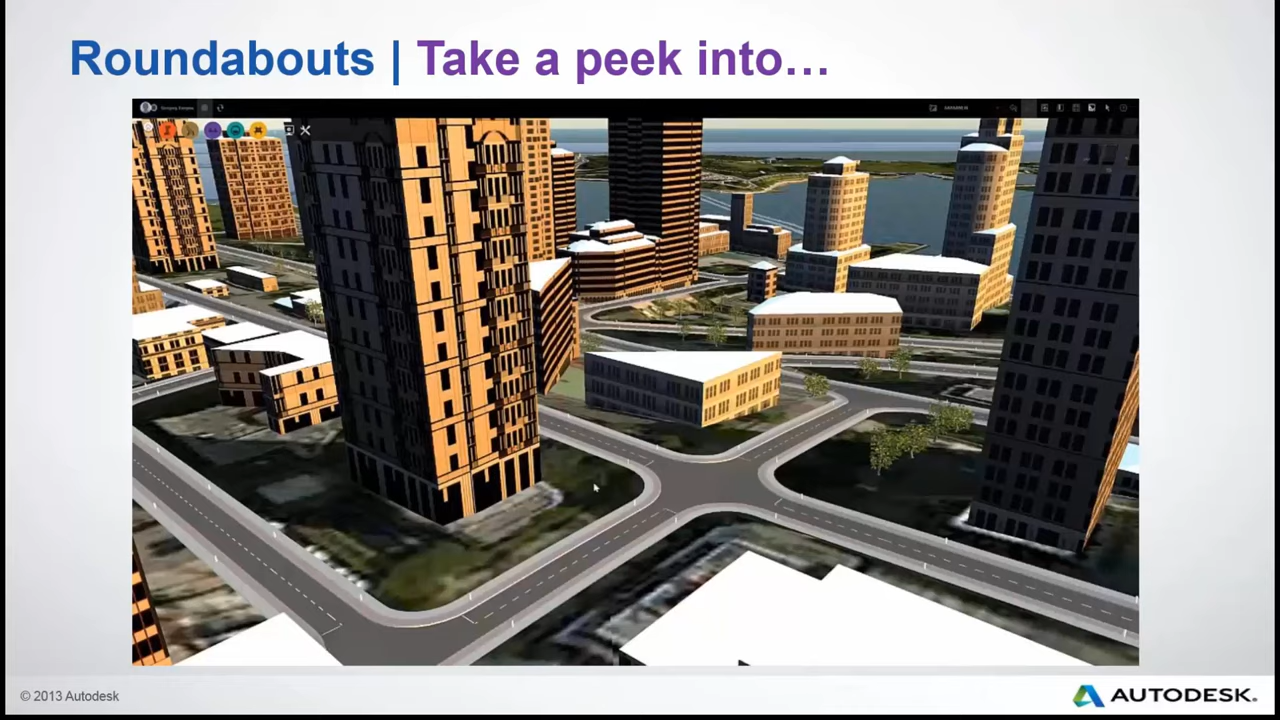 Roundabouts | Take a peek into…
© 2013 Autodesk
AUTODESK.